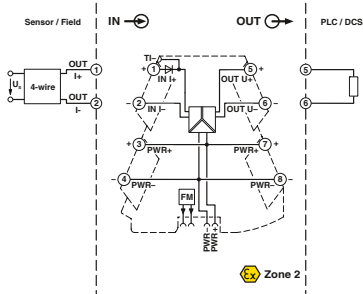 Sensor / Field
IN
OUT
PLC / DCS
OUT
I+
1
Us
4-wire
OUT
I-
2
TI–
+ 1
IN I+
5 +
OUT U+
– 2
IN I–
6 –
OUT U–
+ 3
PWR+
7 +
PWR+
– 4
PWR–
8 –
PWR–
5
6
FM
PWR–
PWR+
Ex
Zone 2